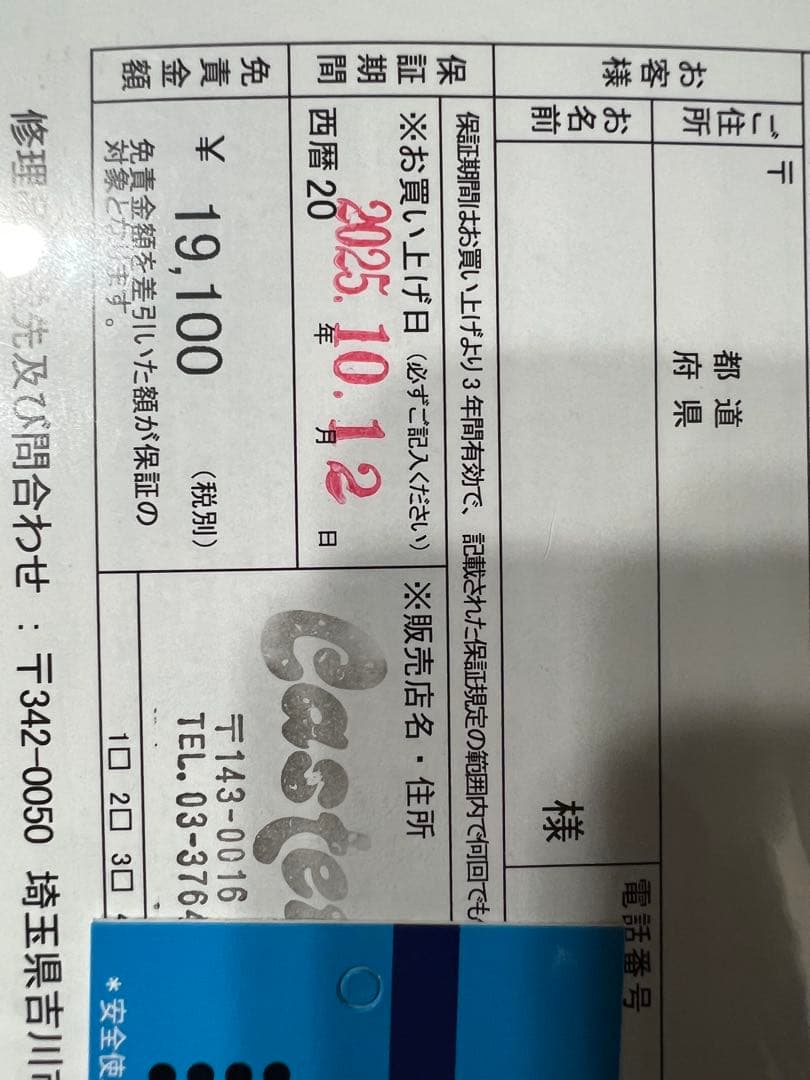 お客様
ご住所
〒
都道
府県
お名前
様
電話番号
保証期間
保証期間はお買い上げより3年間有効で、記載された保証規定の範囲内で何回でも
※お買い上げ日(必ずご記入ください)
西暦20 年 月 日
2025.10.12
※販売店名・住所
Caste
〒143-0016
TEL.03-3764
免責金額
¥ 19,100 (税別)
免責金額を差引いた額が保証の
対象となります。
1□ 2□ 3□
修理 先及び問合わせ：〒342-0050 埼玉県吉川
*安全使